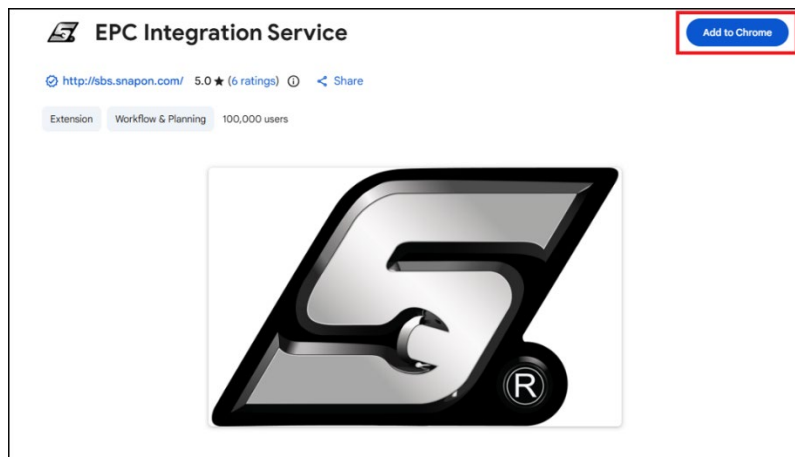 EPC Integration Service
Add to Chrome
http://sbs.snapon.com/ 5.0 ★ (6 ratings) Share
Extension Workflow & Planning 100,000 users
®